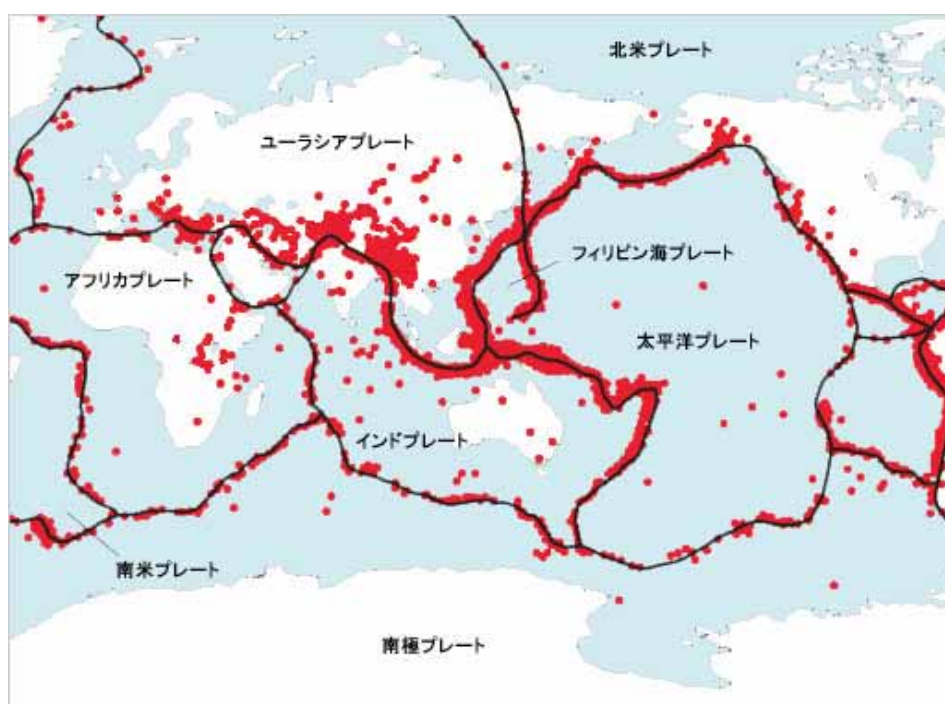 北米プレート
ユーラシアプレート
フィリピン海プレート
アフリカプレート
太平洋プレート
インドプレート
南米プレート
南極プレート